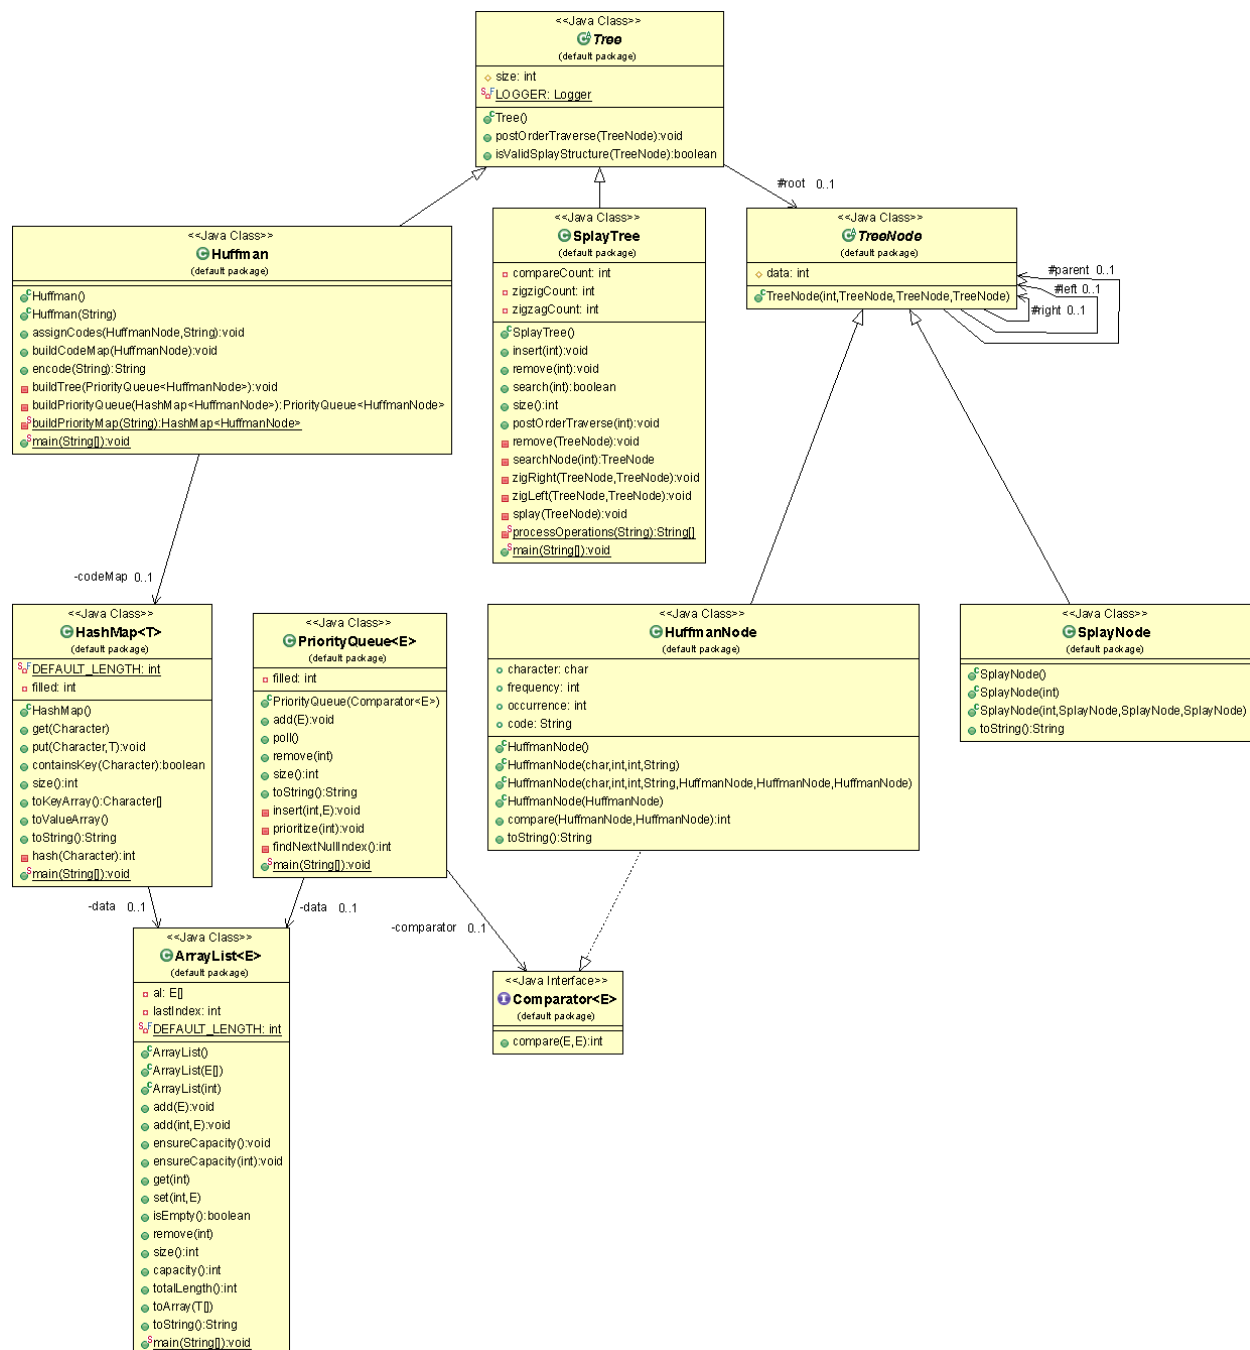 <<Java Class>>
Tree
(default package)
size: int
LOGGER: Logger
Tree()
postOrderTraverse(TreeNode):void
isValidSplayStructure(TreeNode):boolean
#root 0..1
<<Java Class>>
Huffman
(default package)
Huffman()
Huffman(String)
assignCodes(HuffmanNode,String):void
buildCodeMap(HuffmanNode):void
encode(String):String
buildTree(PriorityQueue<HuffmanNode>):void
buildPriorityQueue(HashMap<HuffmanNode>):PriorityQueue<HuffmanNode>
buildPriorityMap(String):HashMap<HuffmanNode>
main(String[]):void
<<Java Class>>
SplayTree
(default package)
compareCount: int
zigzigCount: int
zigzagCount: int
SplayTree()
insert(int):void
remove(int):void
search(int):boolean
size():int
postOrderTraverse(int):void
remove(TreeNode):void
searchNode(int):TreeNode
zigRight(TreeNode,TreeNode):void
zigLeft(TreeNode,TreeNode):void
splay(TreeNode):void
processOperations(String):String[]
main(String[]):void
<<Java Class>>
TreeNode
(default package)
data: int
TreeNode(int,TreeNode,TreeNode,TreeNode)
#parent 0..1
#left 0..1
#right 0..1
-codeMap 0..1
<<Java Class>>
HashMap<T>
(default package)
DEFAULT_LENGTH: int
filled: int
HashMap()
get(Character)
put(Character,T):void
containsKey(Character):boolean
size():int
toKeyArray():Character[]
toValueArray()
toString():String
hash(Character):int
main(String[]):void
<<Java Class>>
PriorityQueue<E>
(default package)
filled: int
PriorityQueue(Comparator<E>)
add(E):void
poll()
remove(int)
size():int
toString():String
insert(int,E):void
prioritize(int):void
findNextNullIndex():int
main(String[]):void
<<Java Class>>
HuffmanNode
(default package)
character: char
frequency: int
occurrence: int
code: String
HuffmanNode()
HuffmanNode(char,int,int,String)
HuffmanNode(char,int,int,String,HuffmanNode,HuffmanNode,HuffmanNode)
HuffmanNode(HuffmanNode)
compare(HuffmanNode,HuffmanNode):int
toString():String
<<Java Class>>
SplayNode
(default package)
SplayNode()
SplayNode(int)
SplayNode(int,SplayNode,SplayNode,SplayNode)
toString():String
-data 0..1
-data 0..1
-comparator 0..1
<<Java Class>>
ArrayList<E>
(default package)
al: E[]
lastIndex: int
DEFAULT_LENGTH: int
ArrayList()
ArrayList(E[])
ArrayList(int)
add(E):void
add(int,E):void
ensureCapacity():void
ensureCapacity(int):void
get(int)
set(int,E)
isEmpty():boolean
remove(int)
size():int
capacity():int
totalLength():int
toArray(T[])
toString():String
main(String[]):void
<<Java Interface>>
Comparator<E>
(default package)
compare(E,E):int